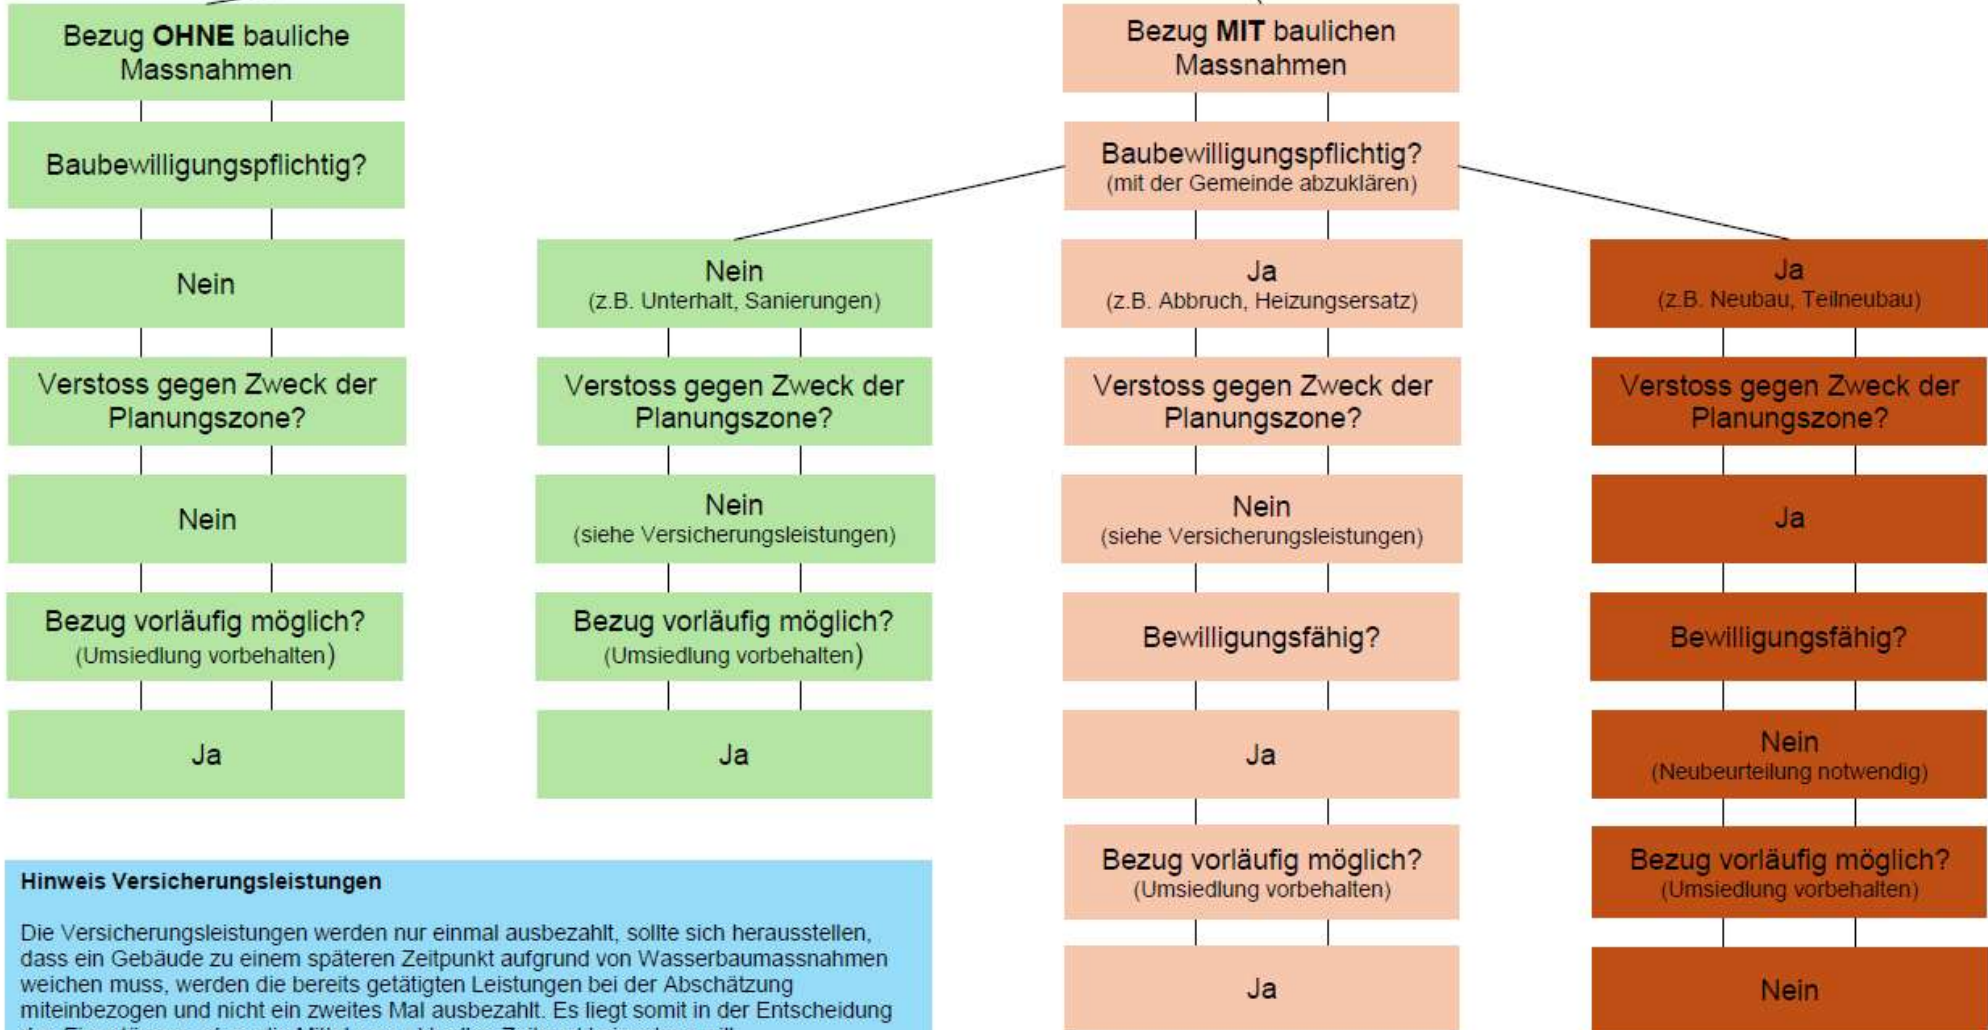 Bezug OHNE bauliche
Massnahmen
Baubewilligungspflichtig?
Nein
Verstoss gegen Zweck der
Planungszone?
Nein
Bezug vorläufig möglich?
(Umsiedlung vorbehalten)
Ja
Bezug MIT baulichen
Massnahmen
Baubewilligungspflichtig?
(mit der Gemeinde abzuklären)
Nein
(z.B. Unterhalt, Sanierungen)
Verstoss gegen Zweck der
Planungszone?
Nein
(siehe Versicherungsleistungen)
Bezug vorläufig möglich?
(Umsiedlung vorbehalten)
Ja
Ja
(z.B. Abbruch, Heizungsersatz)
Verstoss gegen Zweck der
Planungszone?
Nein
(siehe Versicherungsleistungen)
Bewilligungsfähig?
Ja
Bezug vorläufig möglich?
(Umsiedlung vorbehalten)
Ja
Ja
(z.B. Neubau, Teilneubau)
Verstoss gegen Zweck der
Planungszone?
Ja
Bewilligungsfähig?
Nein
(Neubeurteilung notwendig)
Bezug vorläufig möglich?
(Umsiedlung vorbehalten)
Nein
Hinweis Versicherungsleistungen
Die Versicherungsleistungen werden nur einmal ausbezahlt, sollte sich herausstellen,
dass ein Gebäude zu einem späteren Zeitpunkt aufgrund von Wasserbaumassnahmen
weichen muss, werden die bereits getätigten Leistungen bei der Abschätzung
miteinbezogen und nicht ein zweites Mal ausbezahlt. Es liegt somit in der Entscheidung